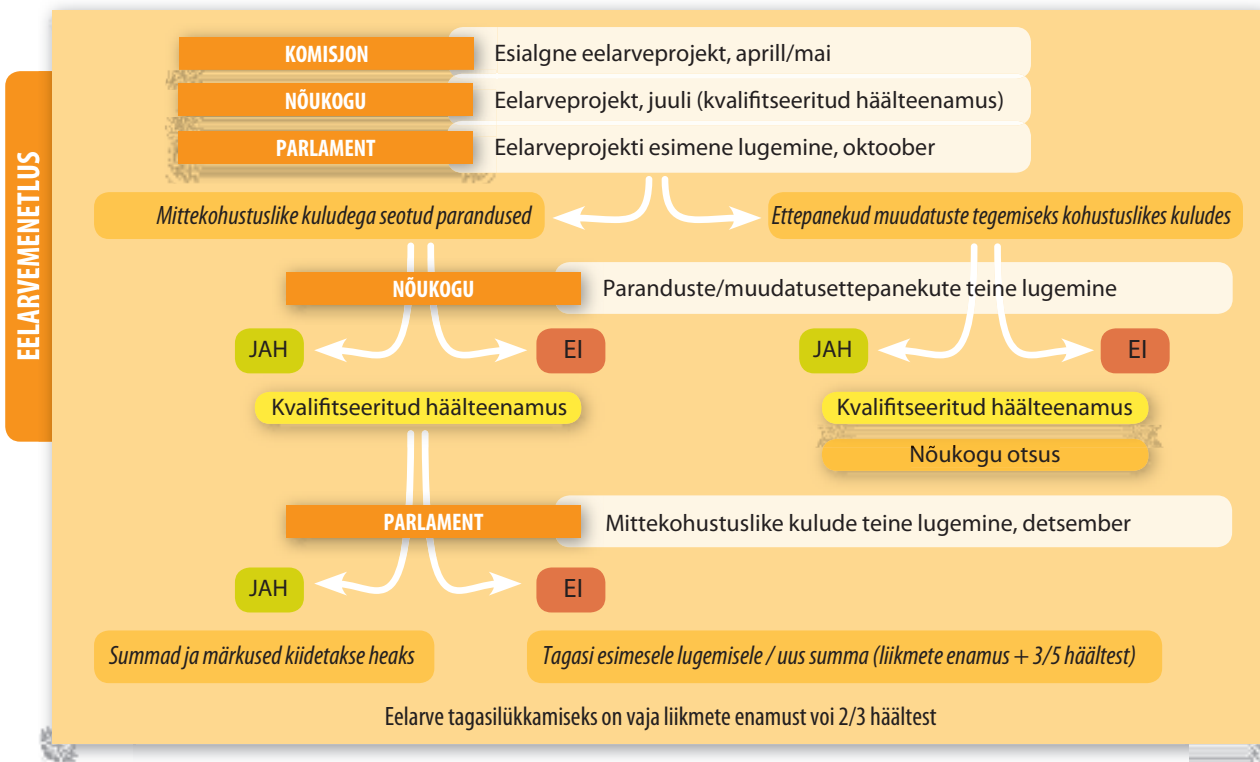 EELARVEMENETLUS
KOMISJON Esialgne eelarveprojekt, aprill/mai
NÕUKOGU Eelarveprojekt, juuli (kvalifitseeritud häälteenamus)
PARLAMENT Eelarveprojekti esimene lugemine, oktoober
Mittekohustuslike kuludega seotud parandused Ettepanekud muudatuste tegemiseks kohustuslikes kuludes
NÕUKOGU Paranduste/muudatusettepanekute teine lugemine
JAH EI JAH EI
Kvalifitseeritud häälteenamus Kvalifitseeritud häälteenamus
Nõukogu otsus
PARLAMENT Mittekohustuslike kulude teine lugemine, detsember
JAH EI
Summad ja märkused kiidetakse heaks Tagasi esimesele lugemisele / uus summa (liikmete enamus + 3/5 häältest)
Eelarve tagasilükkamiseks on vaja liikmete enamust voi 2/3 häältest